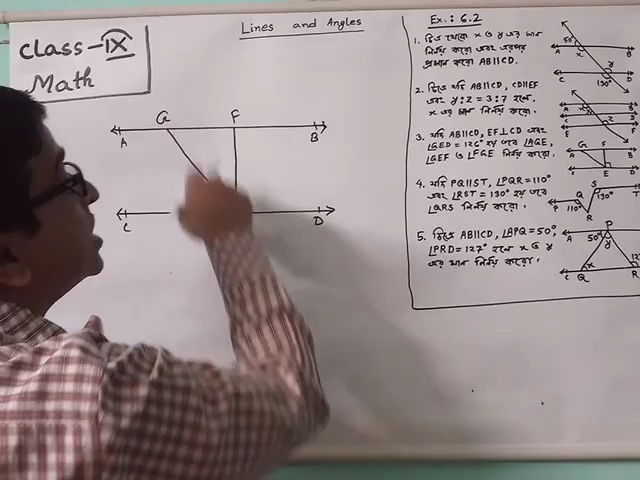 Lines and Angles
class-IX
Math
G F
A B
C D
Ex.: 6.2
1. চিত্র থেকে x ও y এর মান
নির্ণয় করো এবং এরপর
প্রমান করো AB||CD.
50° A x B
y C D 130°
2. চিত্রে যদি AB||CD, CD||EF
এবং y:z = 3:7 হলে,
x এর মান নির্ণয় করো.
A B
C D
E F
z
3. যদি AB||CD, EF⊥CD এবং
∠GED=126° হয় তবে ∠AGE,
∠GEF ও ∠FGE নির্ণয় করো.
A G F B
C E D
4. যদি PQ||ST, ∠PQR=110°
এবং ∠RST=130° হয় তবে
∠QRS নির্ণয় করো.
P Q S T
110° R 130°
5. চিত্রে AB||CD, ∠APQ=50°,
∠PRD=127° হলে x ও y
এর মান নির্ণয় করো.
P
A 50° y B
C Q x R